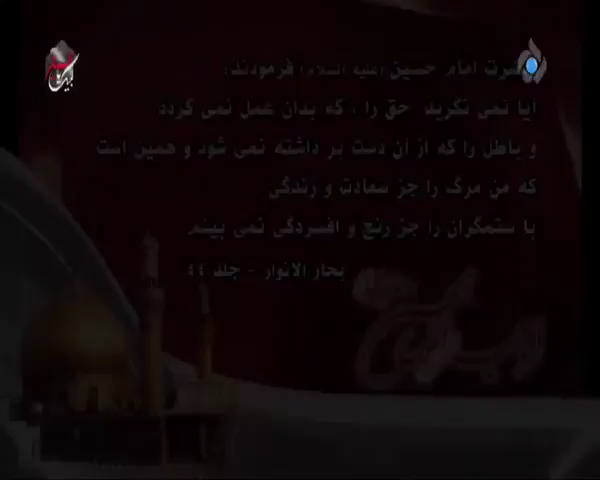 حضرت امام حسین (علیه السلام) فرمودند:
آیا نمی نگرید حق را ، که بدان عمل نمی گردد
و باطل را که از آن دست بر داشته نمی شود و همین است
که من مرگ را جز سعادت و زندگی
با ستمگران را جز رنج و افسردگی نمی بینم
بحار الانوار - جلد ۴۴